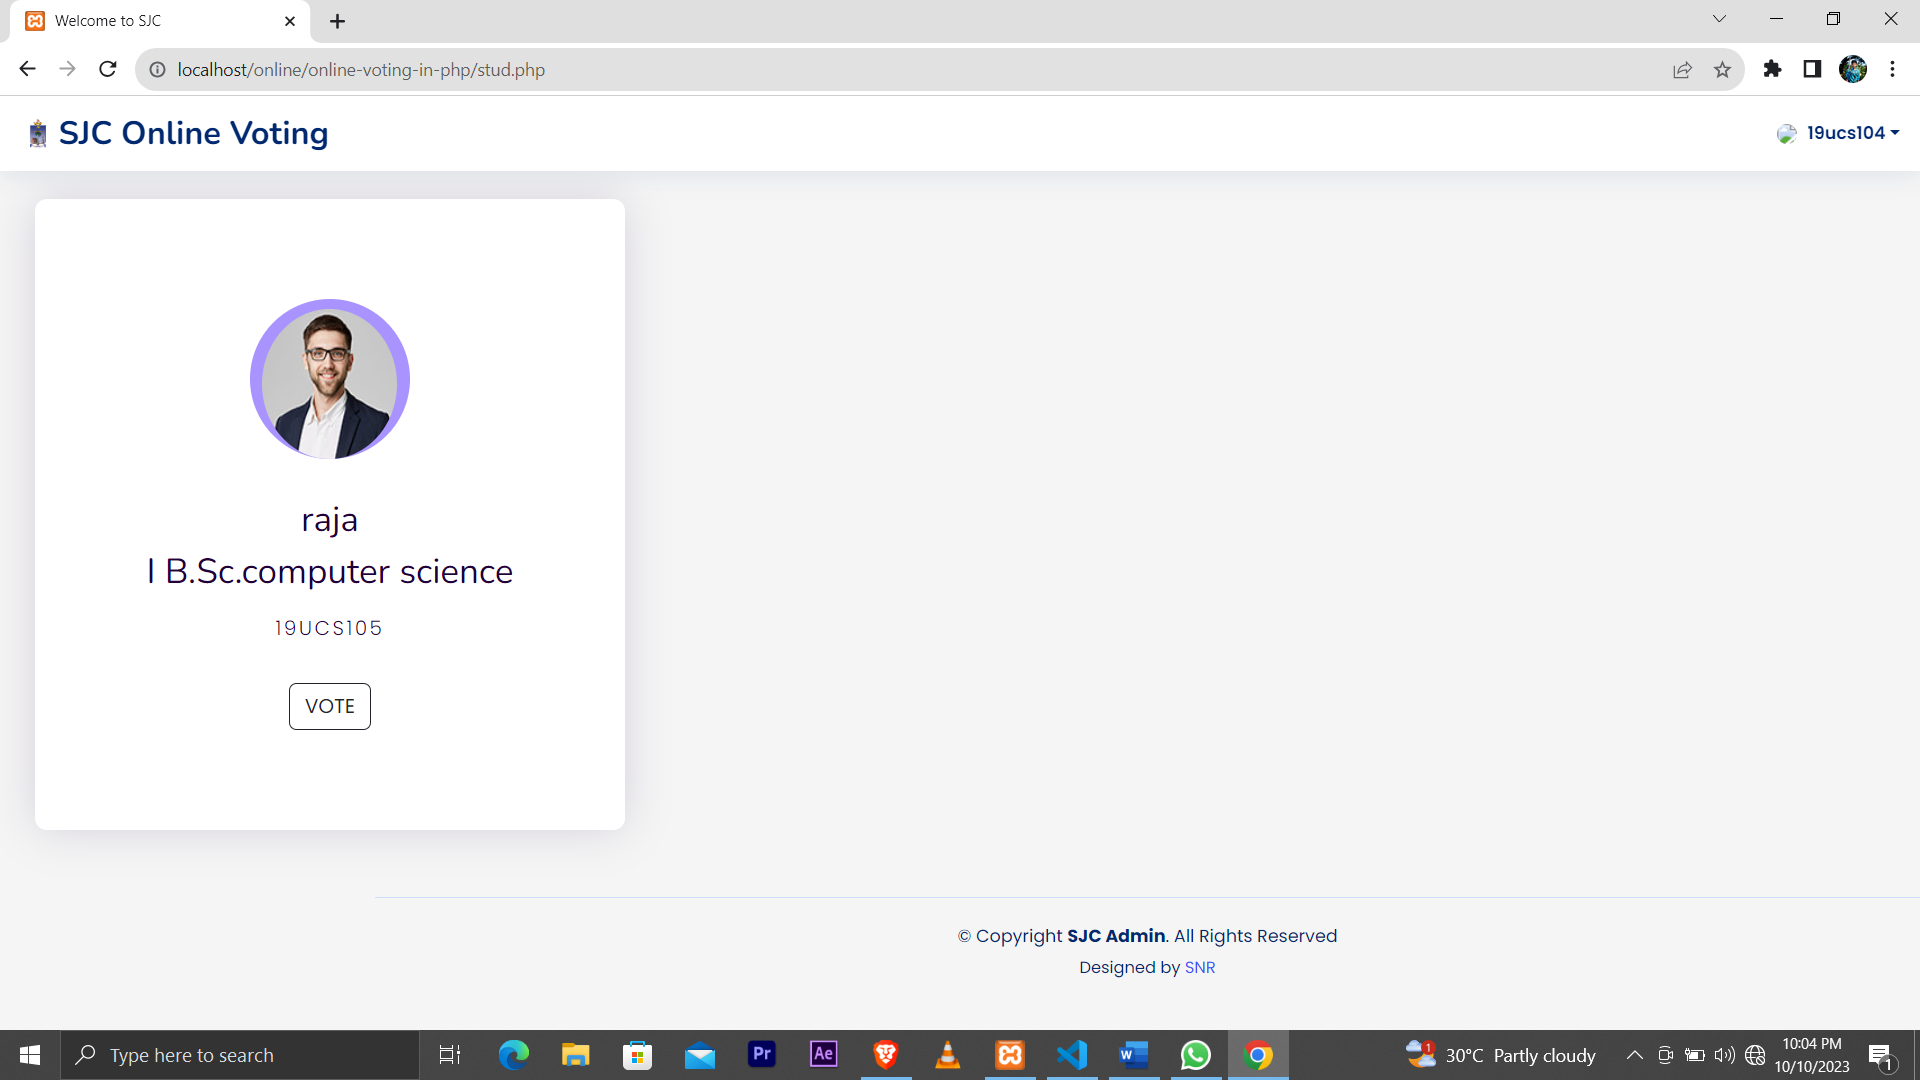 Welcome to SJC
localhost/online/online-voting-in-php/stud.php
SJC Online Voting
19ucs104
raja
I B.Sc.computer science
19UCS105
VOTE
© Copyright SJC Admin. All Rights Reserved
Designed by SNR
Type here to search
Pr
Ae
W
1
30°C Partly cloudy
10:04 PM
10/10/2023
1